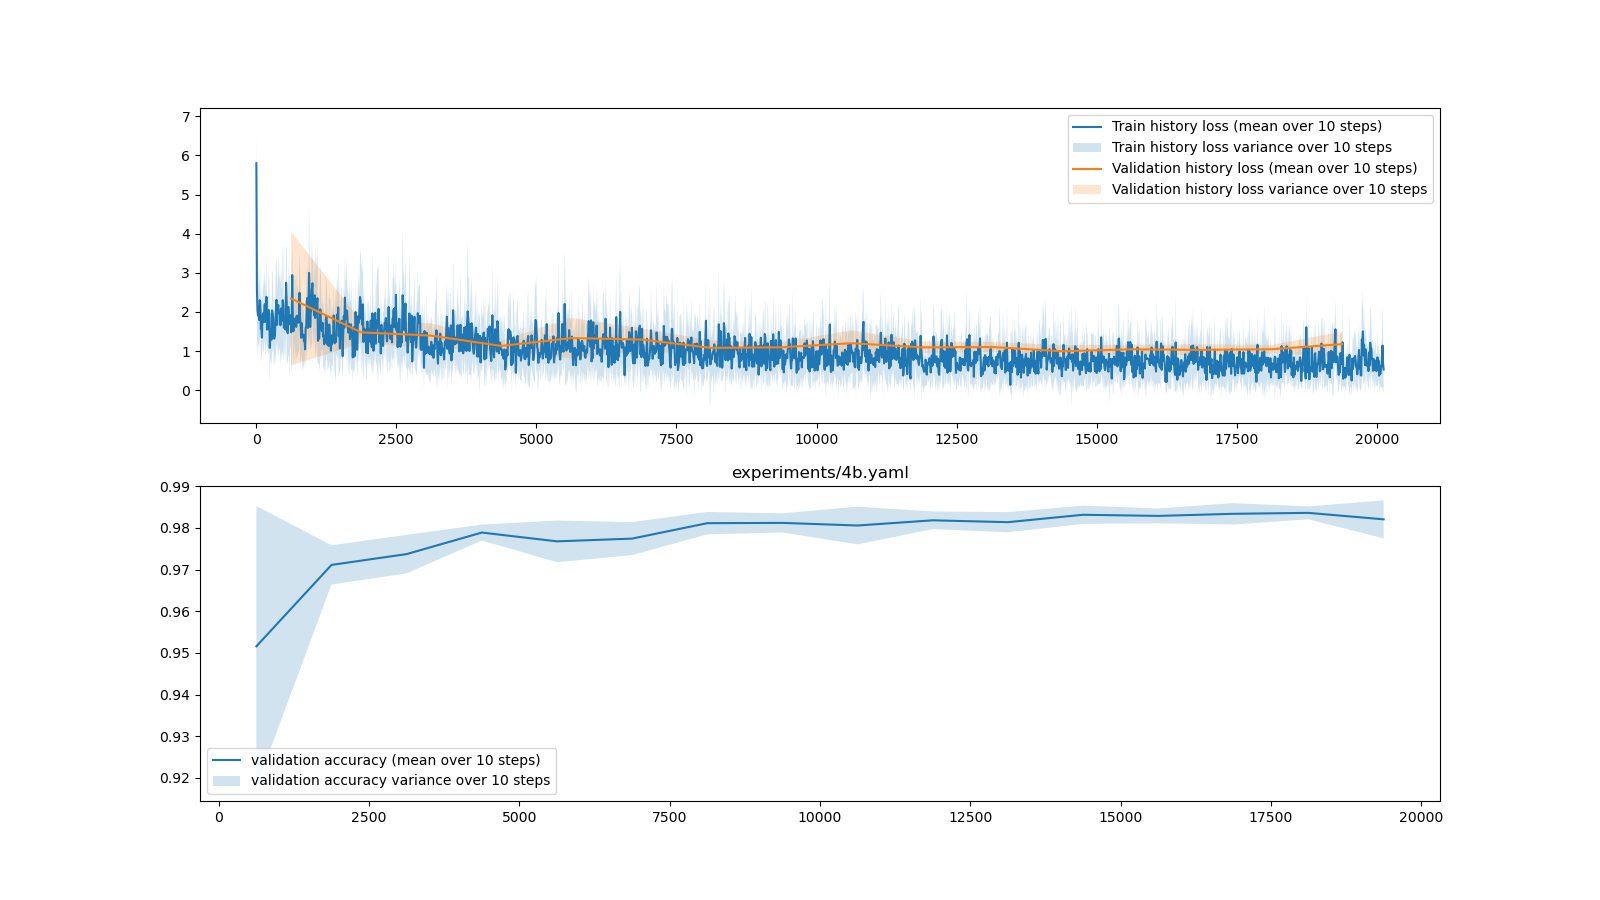 7
6
5
4
3
2
1
0
Train history loss (mean over 10 steps)
Train history loss variance over 10 steps
Validation history loss (mean over 10 steps)
Validation history loss variance over 10 steps
0 2500 5000 7500 10000 12500 15000 17500 20000
experiments/4b.yaml
0.99
0.98
0.97
0.96
0.95
0.94
0.93
0.92
validation accuracy (mean over 10 steps)
validation accuracy variance over 10 steps
0 2500 5000 7500 10000 12500 15000 17500 20000